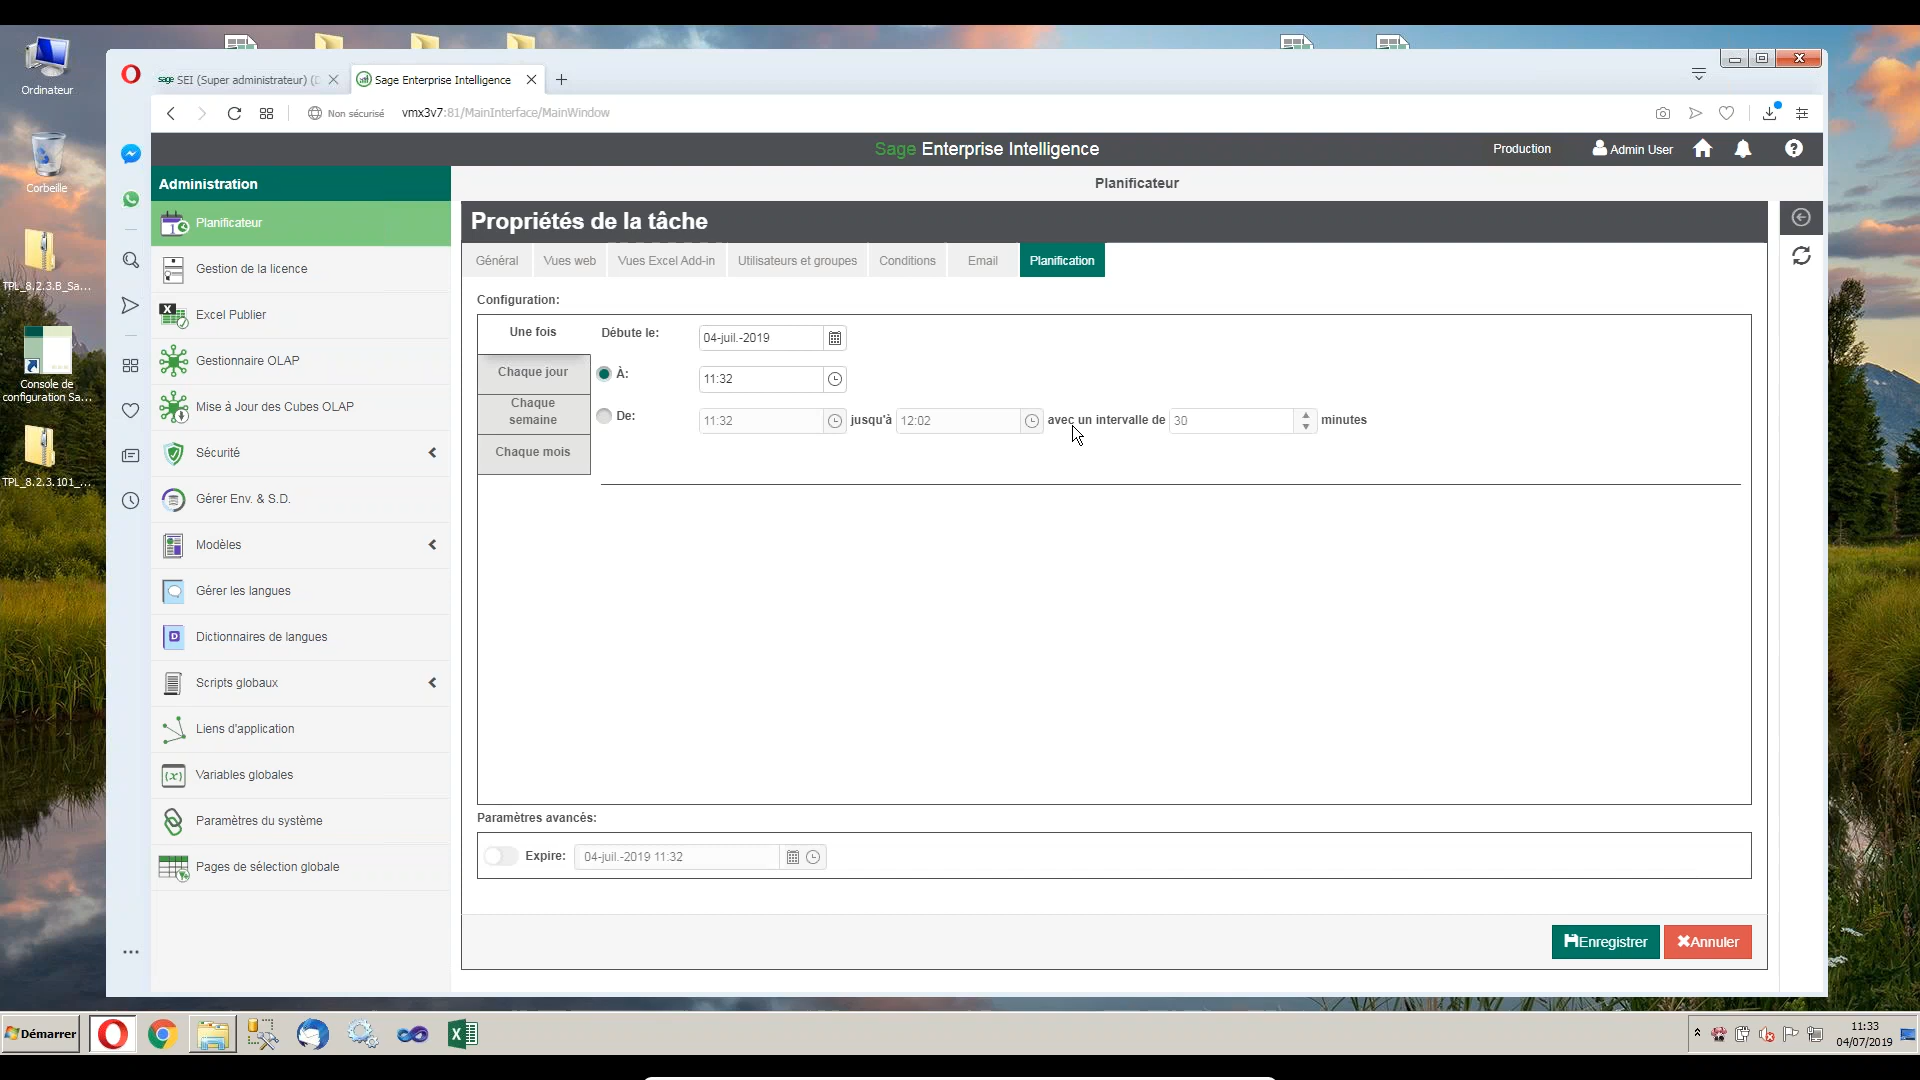 Ordinateur
Corbeille
TPL_8.2.3.B_Sa...
Console de
configuration Sa...
TPL_8.2.3.101_...
sage SEI (Super administrateur) (
Sage Enterprise Intelligence
Non sécurisé
vmx3v7:81/MainInterface/MainWindow
Sage Enterprise Intelligence
Production
Admin User
Administration
Planificateur
Planificateur
Gestion de la licence
Excel Publier
Gestionnaire OLAP
Mise à Jour des Cubes OLAP
Sécurité
Gérer Env. & S.D.
Modèles
Gérer les langues
Dictionnaires de langues
Scripts globaux
Liens d'application
Variables globales
Paramètres du système
Pages de sélection globale
Propriétés de la tâche
Général
Vues web
Vues Excel Add-in
Utilisateurs et groupes
Conditions
Email
Planification
Configuration:
Une fois
Chaque jour
Chaque
semaine
Chaque mois
Débute le:
04-juil.-2019
À:
11:32
De:
11:32
jusqu'à
12:02
avec un intervalle de
30
minutes
Paramètres avancés:
Expire:
04-juil.-2019 11:32
Enregistrer
Annuler
Démarrer
11:33
04/07/2019